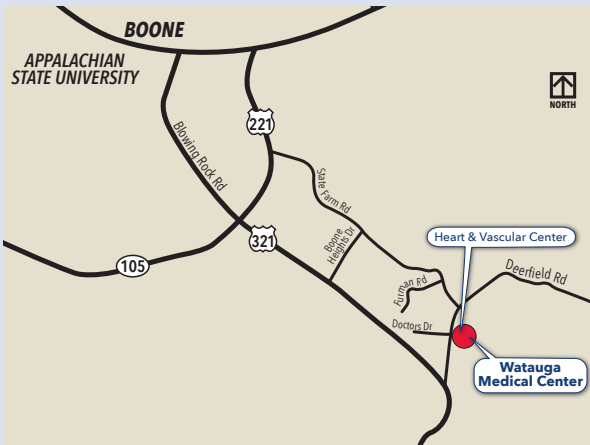 BOONE
APPALACHIAN
STATE UNIVERSITY
NORTH
221
Blowing Rock Rd
State Farm Rd
321
Boone
Heights Dr
Heart & Vascular Center
105
Deerfield Rd
Furman Rd
Doctors Dr
Watauga
Medical Center